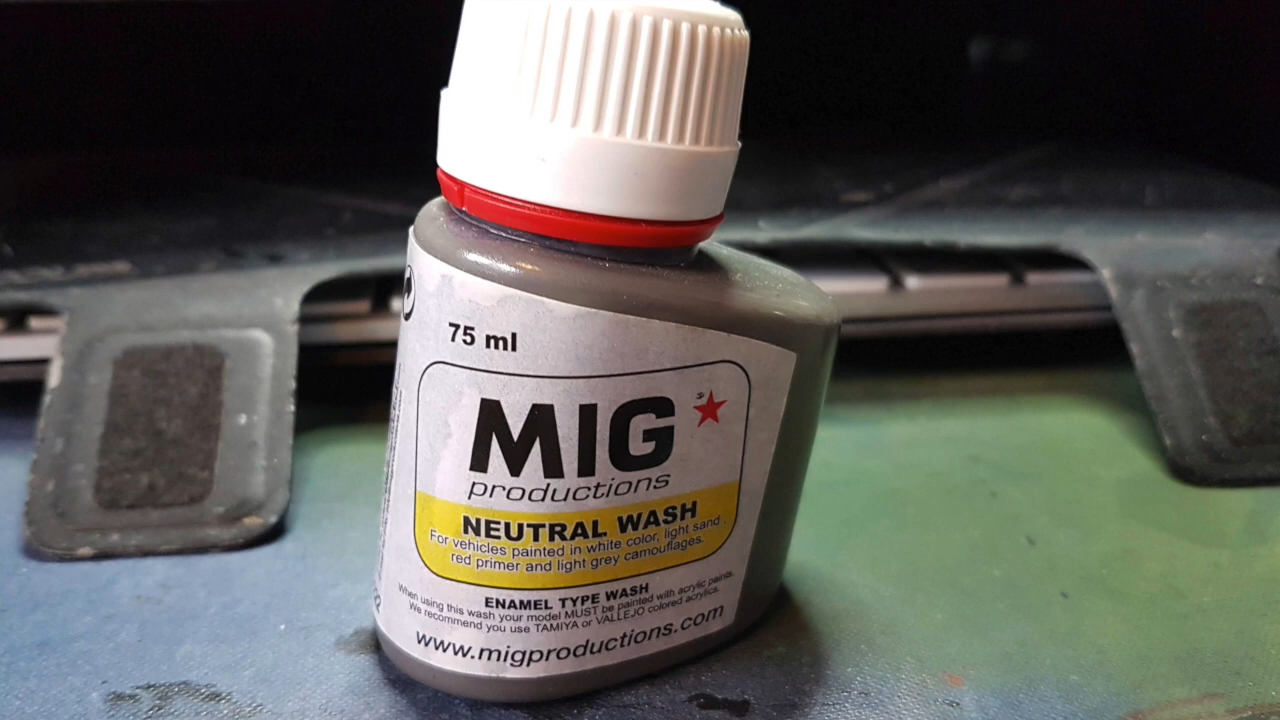 75 ml
MIG
productions
NEUTRAL WASH
For vehicles painted in white color, light sand,
red primer and light grey camouflages.
ENAMEL TYPE WASH
When using this wash your model MUST be painted with acrylic paints.
We recommend you use TAMIYA or VALLEJO colored acrylics.
www.migproductions.com